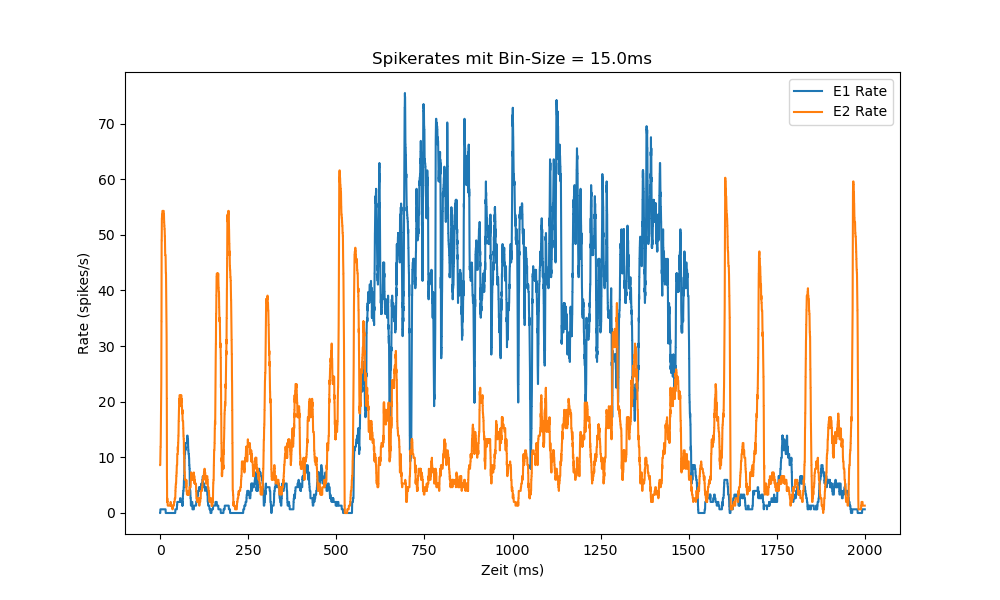 Spikerates mit Bin-Size = 15.0ms
E1 Rate
E2 Rate
Rate (spikes/s)
70
60
50
40
30
20
10
0
0 250 500 750 1000 1250 1500 1750 2000
Zeit (ms)